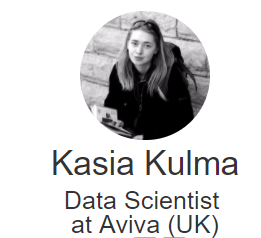 Kasia Kulma
Data Scientist
at Aviva (UK)